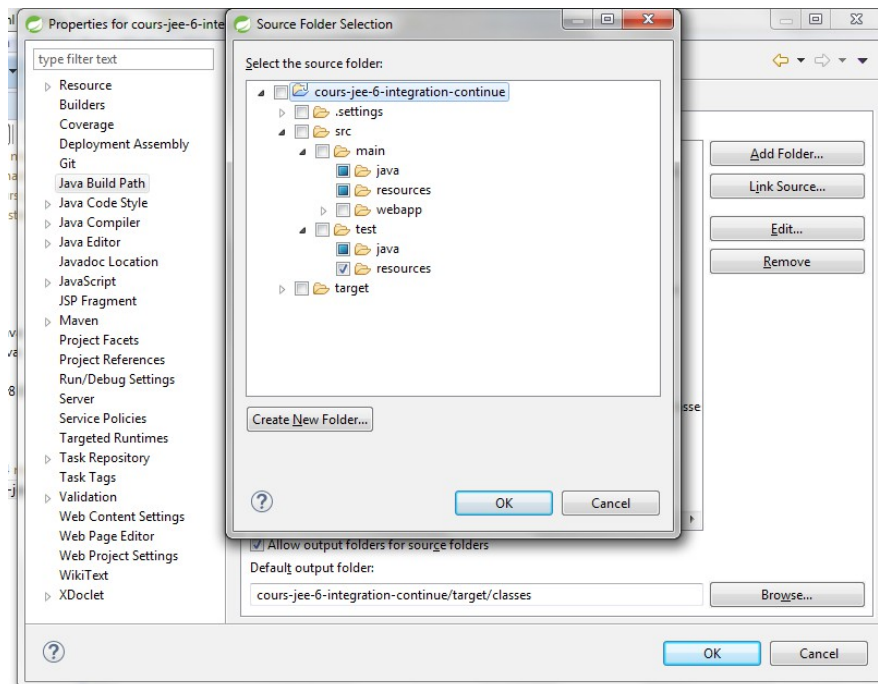 Properties for cours-jee-6-inte
type filter text
Resource
Builders
Coverage
Deployment Assembly
Git
Java Build Path
Java Code Style
Java Compiler
Java Editor
Javadoc Location
JavaScript
JSP Fragment
Maven
Project Facets
Project References
Run/Debug Settings
Server
Service Policies
Targeted Runtimes
Task Repository
Task Tags
Validation
Web Content Settings
Web Page Editor
Web Project Settings
WikiText
XDoclet
Source Folder Selection
Select the source folder:
cours-jee-6-integration-continue
.settings
src
main
java
resources
webapp
test
java
resources
target
Create New Folder...
OK Cancel
Add Folder...
Link Source...
Edit...
Remove
sse
Allow output folders for source folders
Default output folder:
cours-jee-6-integration-continue/target/classes
Browse...
OK Cancel